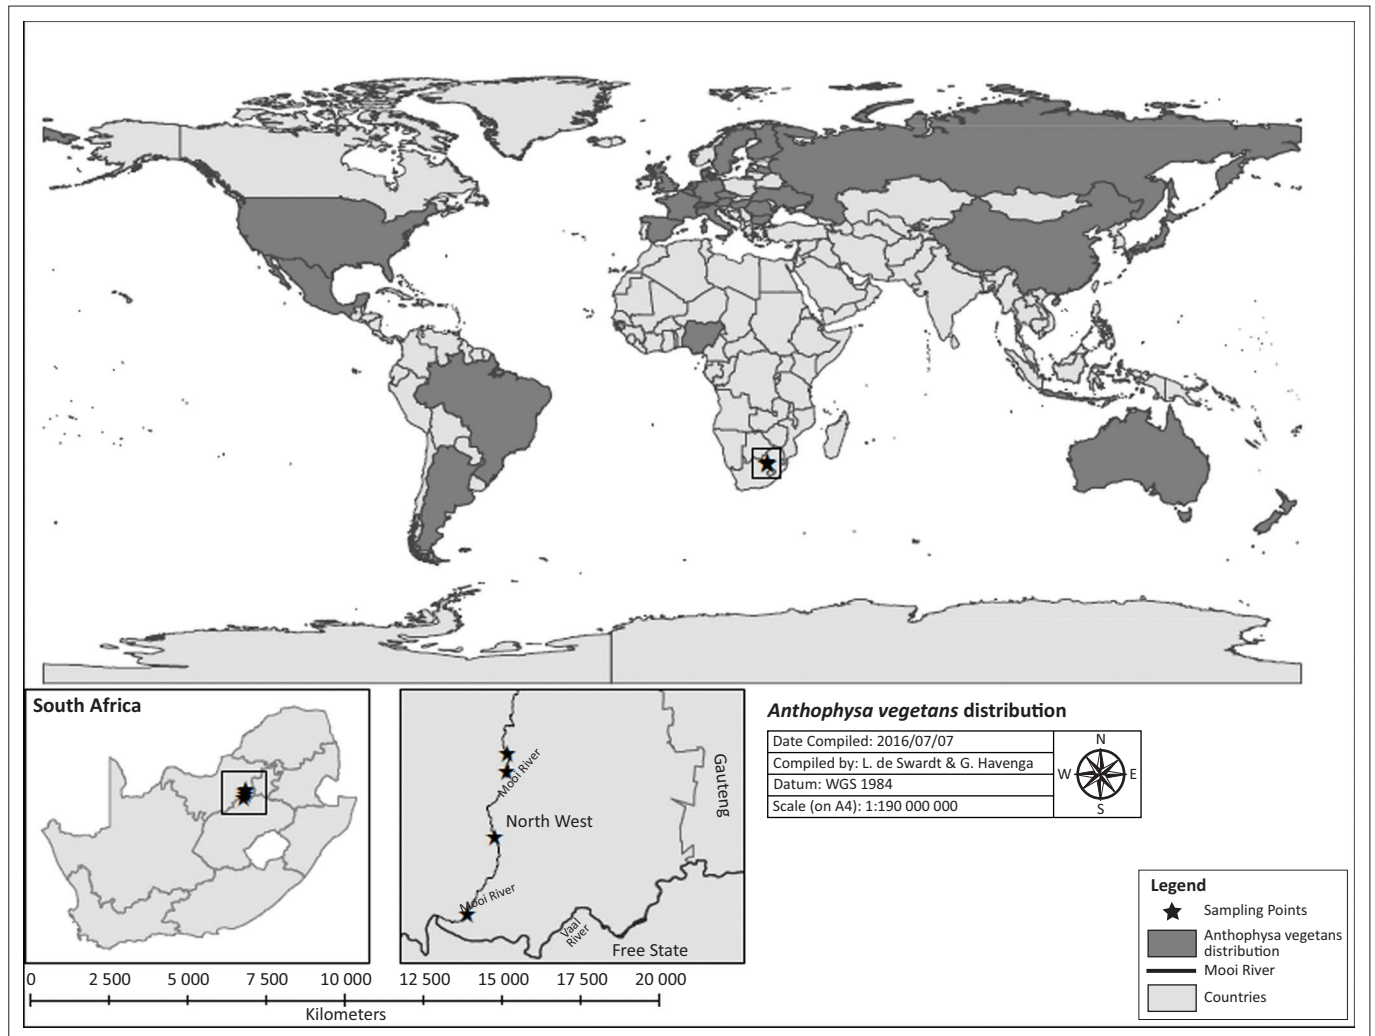 South Africa
Mooi River
North West
Mooi River
Vaal
River
Free State
Gauteng
Anthophysa vegetans distribution
Date Compiled: 2016/07/07
Compiled by: L. de Swardt & G. Havenga
Datum: WGS 1984
Scale (on A4): 1:190 000 000
N
W E
S
Legend
Sampling Points
Anthophysa vegetans
distribution
Mooi River
Countries
0 2 500 5 000 7 500 10 000 12 500 15 000 17 500 20 000
Kilometers